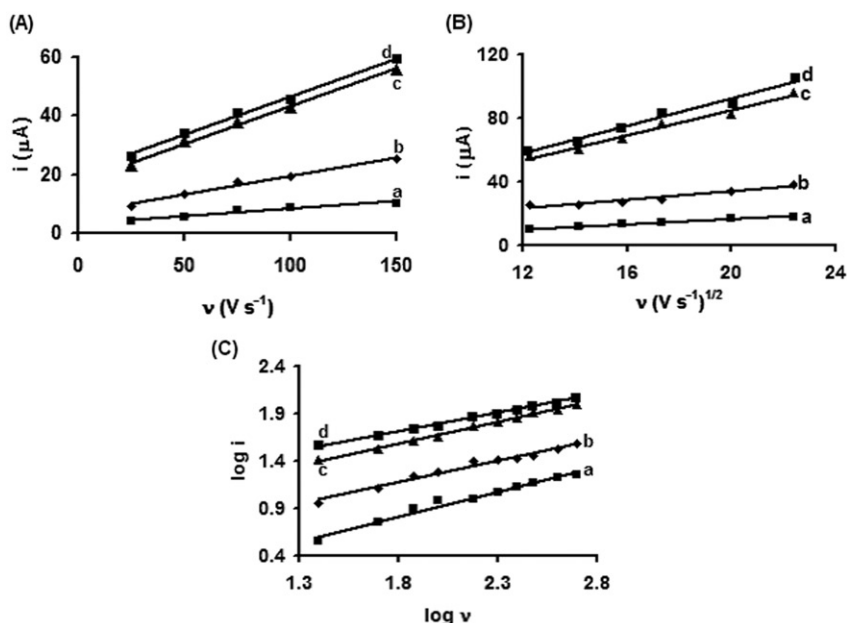 (A)
60
40
20
0
i (µA)
d
c
b
a
0 50 100 150
ν (V s⁻¹)
(B)
120
80
40
0
i (µA)
d
c
b
a
12 16 20 24
ν (V s⁻¹)¹/²
(C)
2.4
1.9
1.4
0.9
0.4
log i
d
c
b
a
1.3 1.8 2.3 2.8
log ν